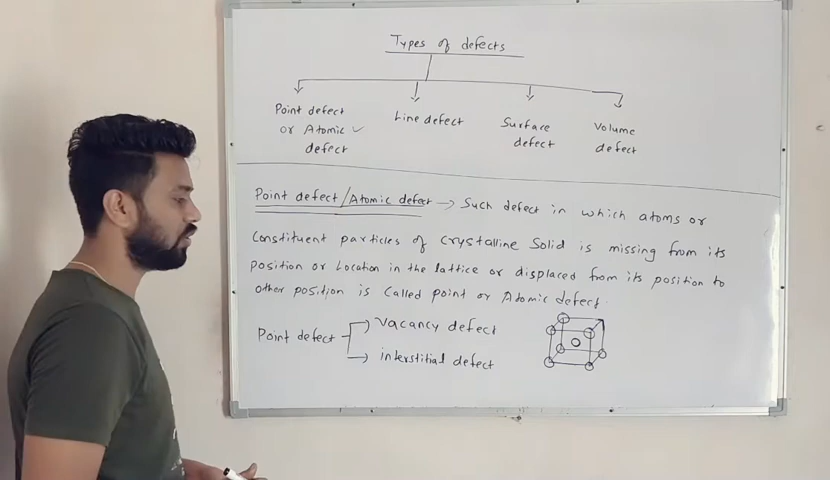 Types of defects
Point defect
or Atomic ✓
defect
Line defect
Surface
defect
Volume
defect
Point defect/Atomic defect → Such defect in which atoms or
Constituent particles of Crystalline Solid is missing from its
Position or Location in the lattice or displaced from its position to
other position is called point or Atomic defect.
Point defect
Vacancy defect
interstitial defect